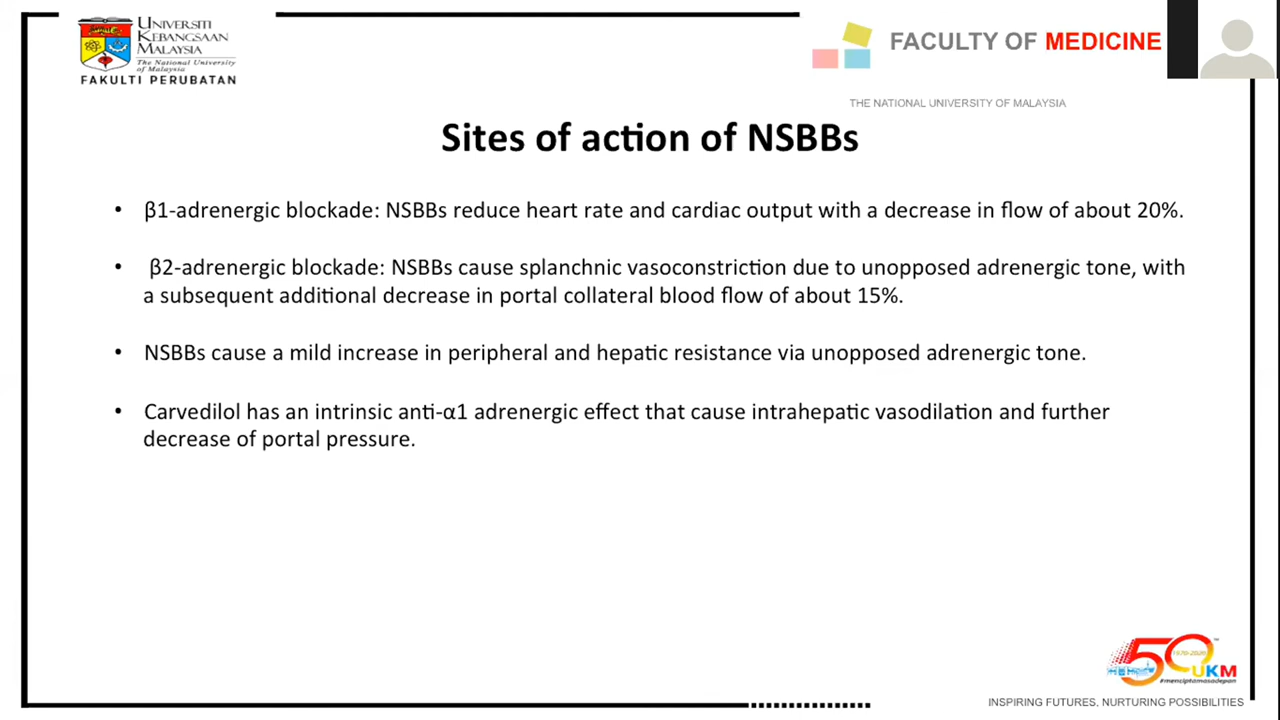 UNIVERSITI
KEBANGSAAN
MALAYSIA
The National University
of Malaysia
FAKULTI PERUBATAN
FACULTY OF MEDICINE
THE NATIONAL UNIVERSITY OF MALAYSIA
Sites of action of NSBBs
• β1-adrenergic blockade: NSBBs reduce heart rate and cardiac output with a decrease in flow of about 20%.
• β2-adrenergic blockade: NSBBs cause splanchnic vasoconstriction due to unopposed adrenergic tone, with
a subsequent additional decrease in portal collateral blood flow of about 15%.
• NSBBs cause a mild increase in peripheral and hepatic resistance via unopposed adrenergic tone.
• Carvedilol has an intrinsic anti-α1 adrenergic effect that cause intrahepatic vasodilation and further
decrease of portal pressure.
50
1970-2020
UKM
#menciptamasadepan
INSPIRING FUTURES, NURTURING POSSIBILITIES